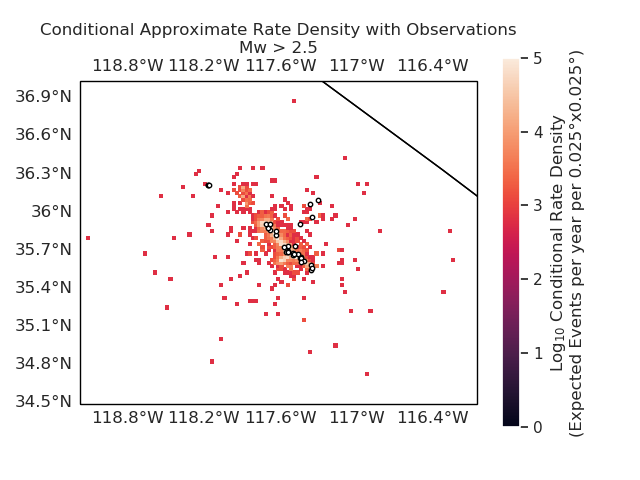 Conditional Approximate Rate Density with Observations
Mw > 2.5
118.8°W 118.2°W 117.6°W 117°W 116.4°W
36.9°N
36.6°N
36.3°N
36°N
35.7°N
35.4°N
35.1°N
34.8°N
34.5°N
118.8°W 118.2°W 117.6°W 117°W 116.4°W
5
4
3
2
1
0
Log₁₀ Conditional Rate Density
(Expected Events per year per 0.025°x0.025°)